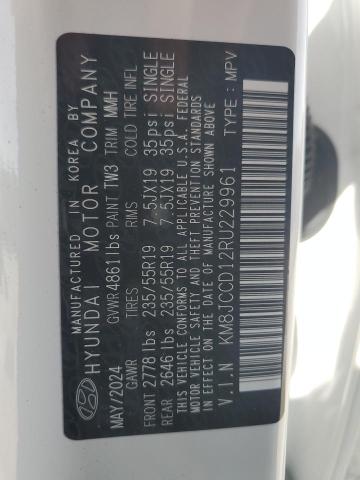 MANUFACTURED IN KOREA BY
HYUNDAI MOTOR COMPANY
MAY/2024 GVWR 4861lbs PAINT TW3 TRIM MMH
GAWR TIRES COLD TIRE INFL
FRONT 2778 lbs 235/55R19 7.5JX19 35psi SINGLE
REAR 2646 lbs 235/55R19 7.5JX19 35psi SINGLE
THIS VEHICLE CONFORMS TO ALL APPLICABLE U.S.A. FEDERAL
MOTOR VEHICLE SAFETY AND THEFT PREVENTION STANDARDS
IN EFFECT ON THE DATE OF MANUFACTURE SHOWN ABOVE.
V.I.N KM8JCCD12RU229961 TYPE : MPV